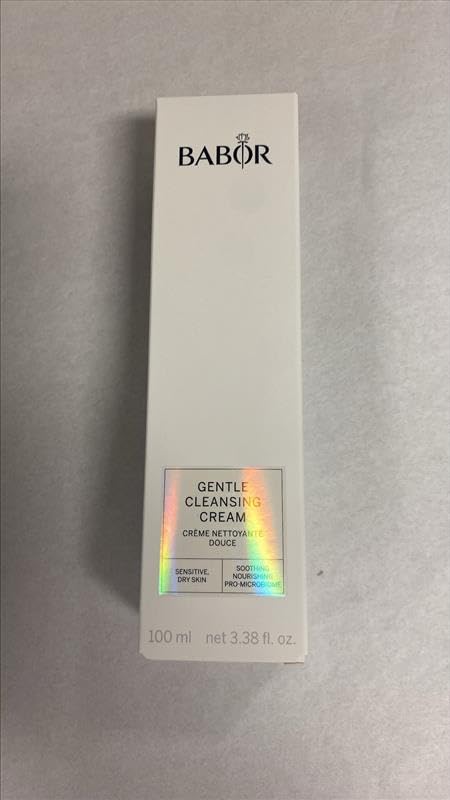 BABOR
GENTLE
CLEANSING
CREAM
CRÈME NETTOYANTE
DOUCE
SENSITIVE,
DRY SKIN
SOOTHING
NOURISHING
PRO-MICROBIOME
100 ml net 3.38 fl. oz.